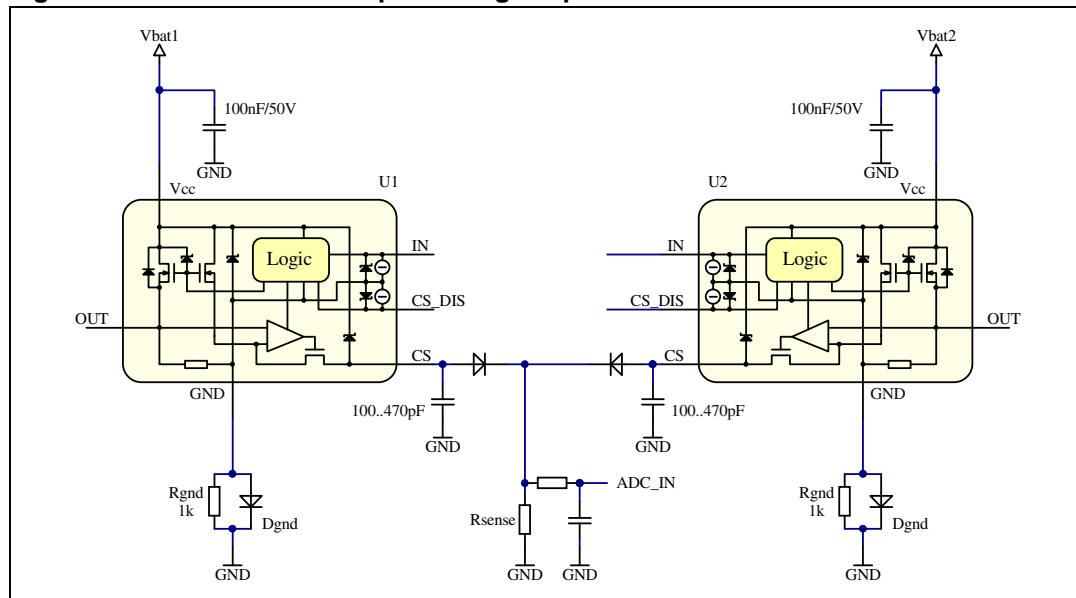 Vbat1
Vbat2
100nF/50V
100nF/50V
GND
GND
Vcc
U1
U2
Vcc
IN
IN
Logic
Logic
CS_DIS
CS_DIS
OUT
OUT
CS
CS
GND
GND
100..470pF
100..470pF
GND
GND
Rgnd
1k
Dgnd
ADC_IN
Rsense
Rgnd
1k
Dgnd
GND
GND
GND
GND